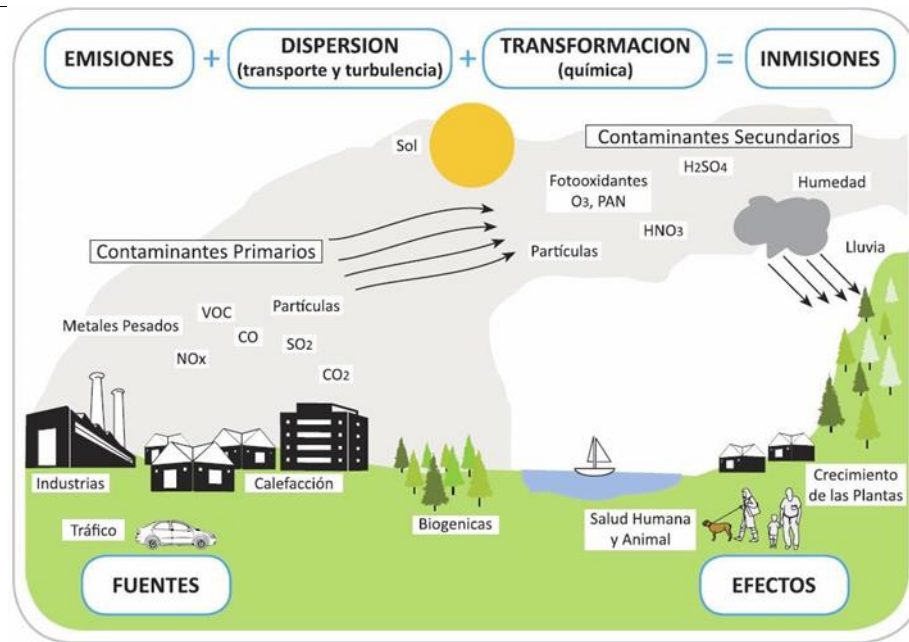 EMISIONES + DISPERSION + TRANSFORMACION = INMISIONES
(transporte y turbulencia)
(química)
Contaminantes Secundarios
Sol
H2SO4
Fotooxidantes
O3, PAN
Humedad
HNO3
Contaminantes Primarios
Partículas
Lluvia
Partículas
VOC
Metales Pesados
CO
SO2
NOx
CO2
Industrias
Calefacción
Crecimiento
de las Plantas
Biogenicas
Salud Humana
y Animal
Tráfico
FUENTES
EFECTOS